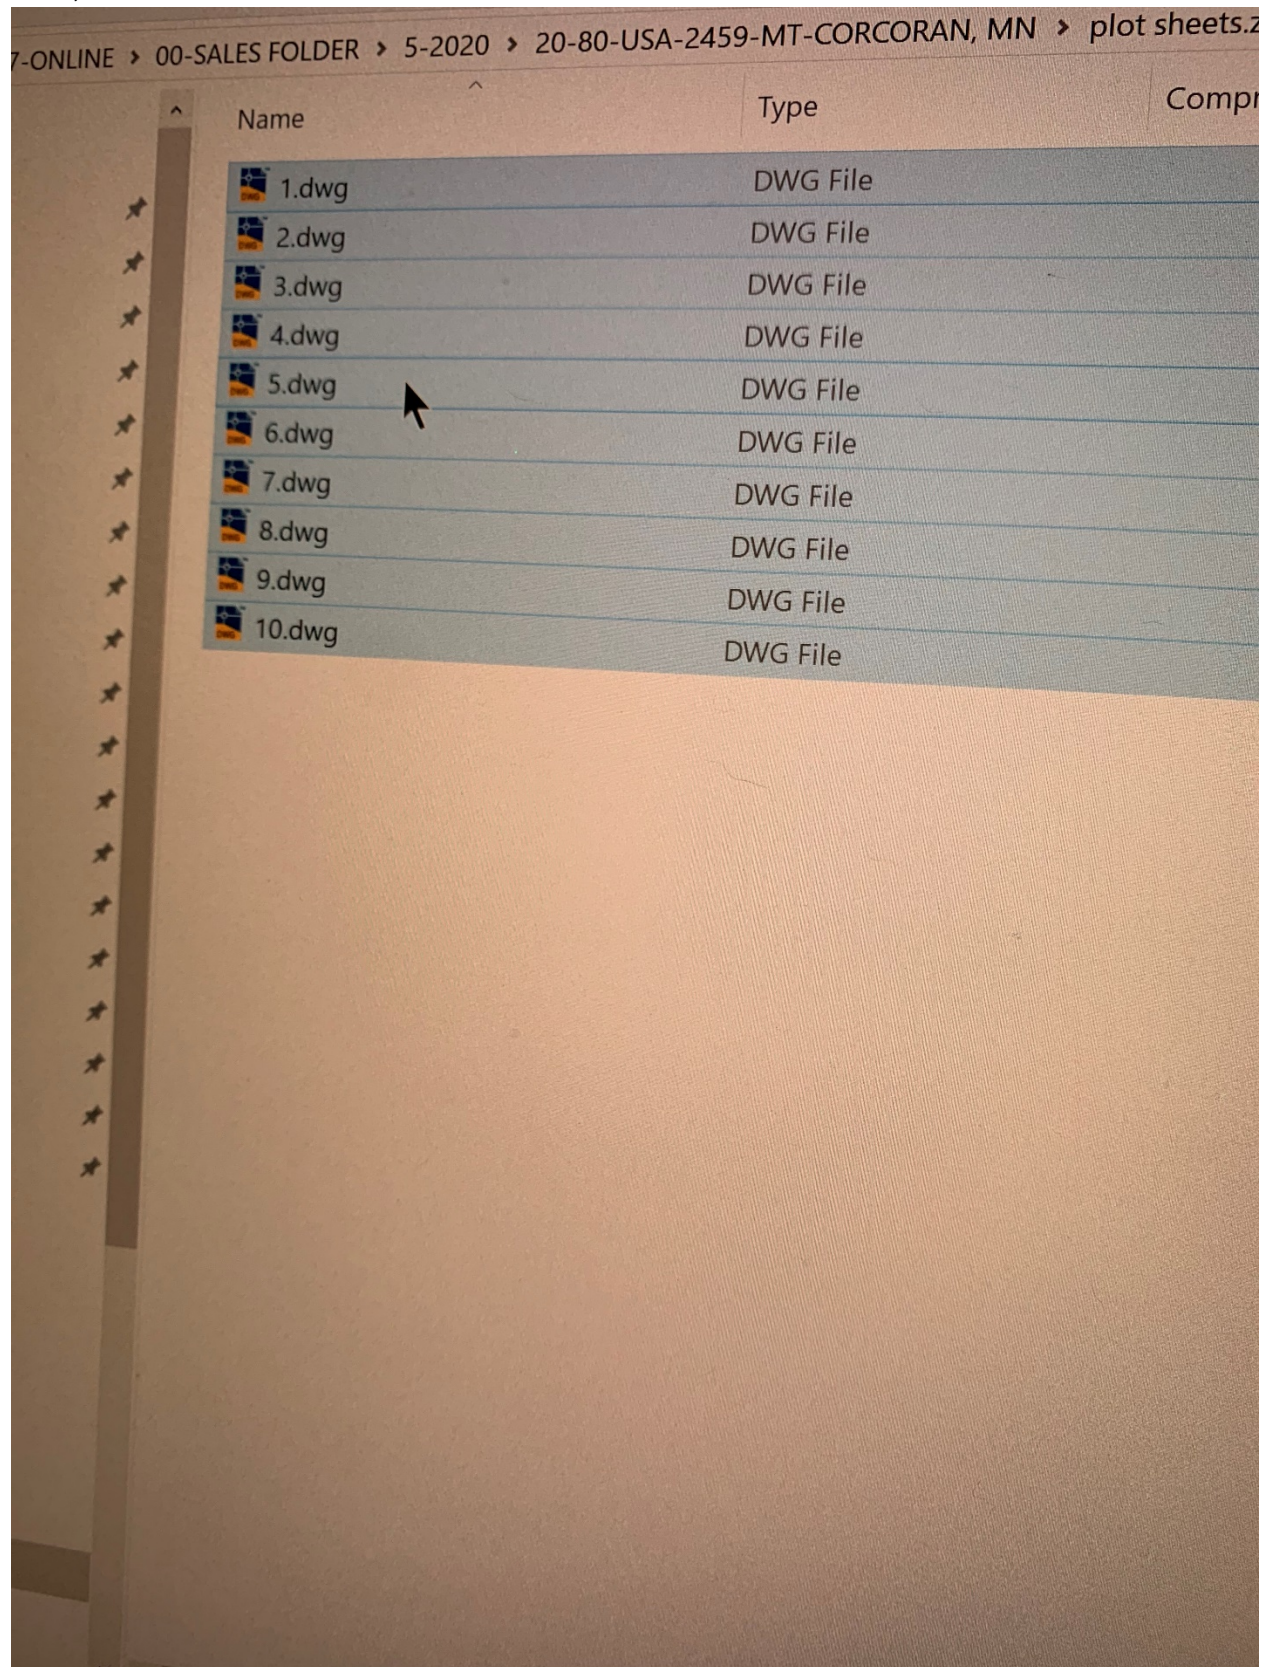 7-ONLINE > 00-SALES FOLDER > 5-2020 > 20-80-USA-2459-MT-CORCORAN, MN > plot sheets.z
Name Type Compr
1.dwg DWG File
2.dwg DWG File
3.dwg DWG File
4.dwg DWG File
5.dwg DWG File
6.dwg DWG File
7.dwg DWG File
8.dwg DWG File
9.dwg DWG File
10.dwg DWG File